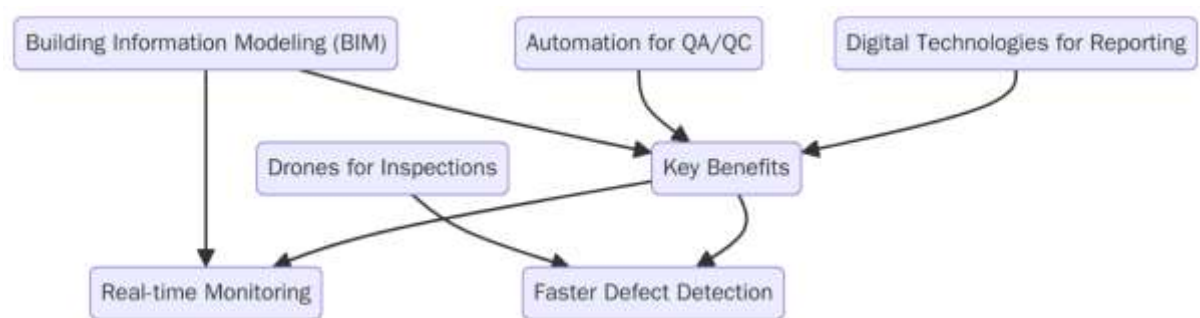 Building Information Modeling (BIM)
Automation for QA/QC
Digital Technologies for Reporting
Drones for Inspections
Key Benefits
Real-time Monitoring
Faster Defect Detection